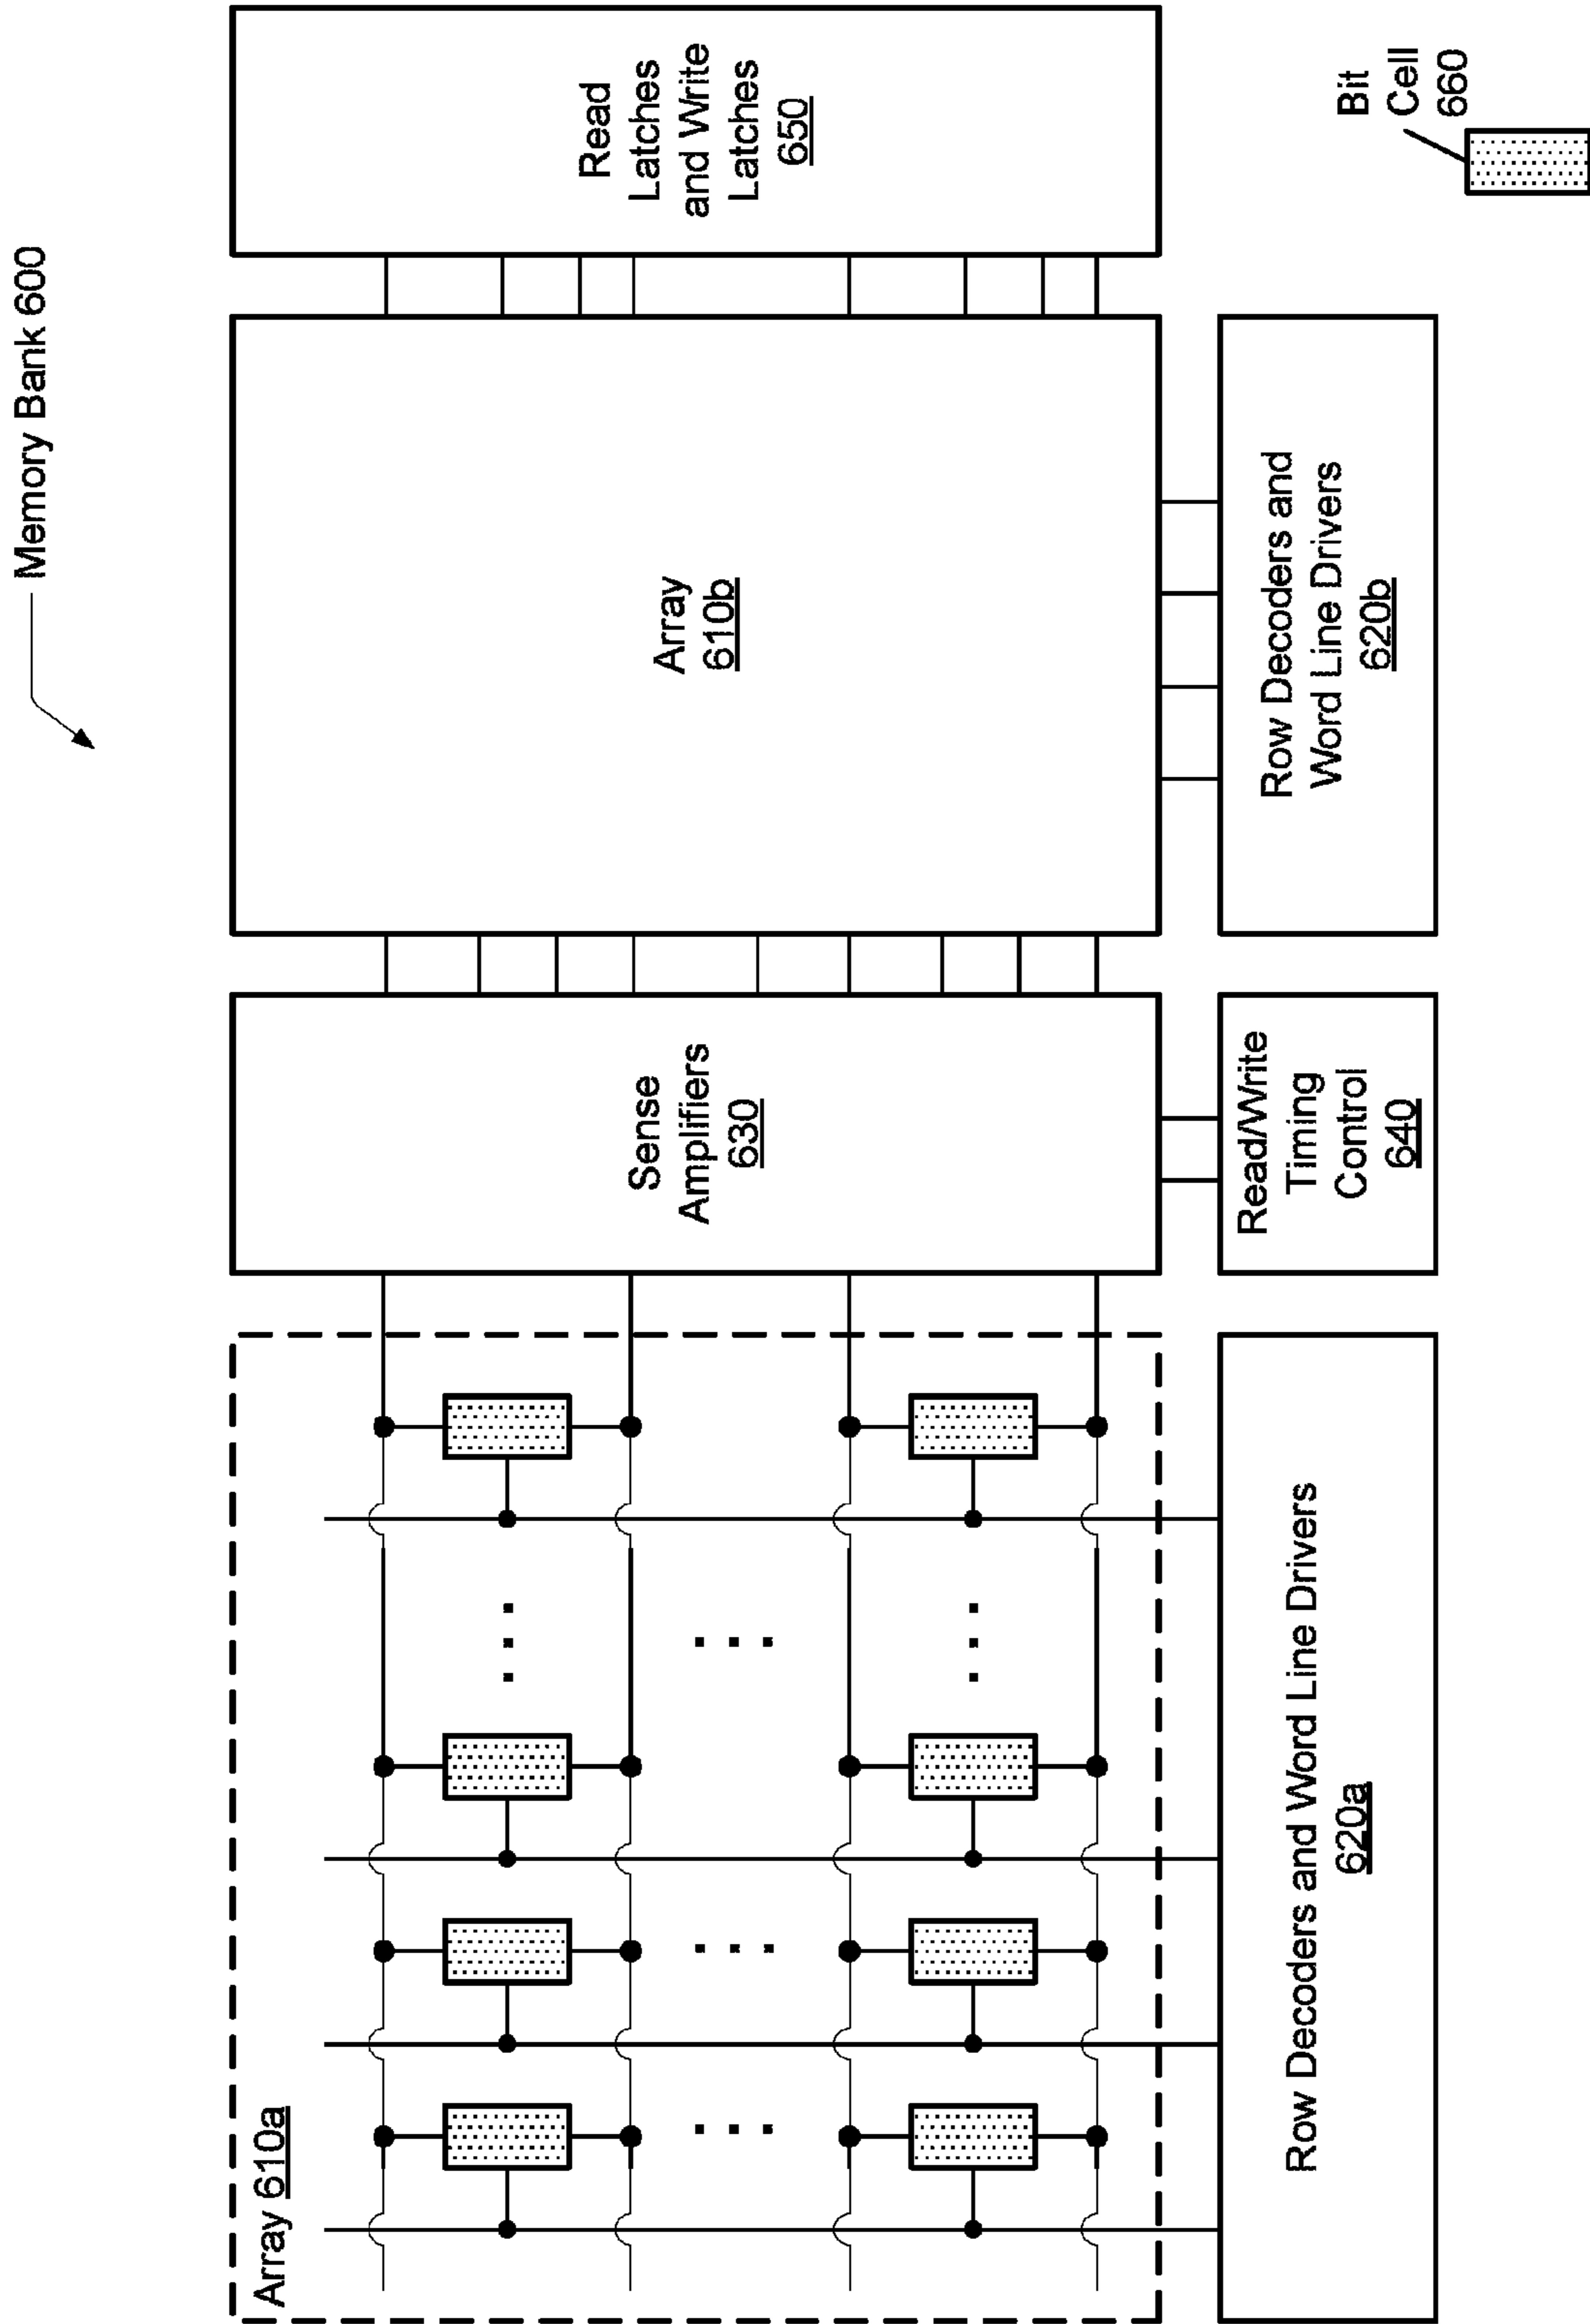 Memory Bank 600
Array 610a
Row Decoders and Word Line Drivers
620a
Sense
Amplifiers
630
Read/Write
Timing
Control
640
Array
610b
Row Decoders and
Word Line Drivers
620b
Read
Latches
and Write
Latches
650
Bit
Cell
660